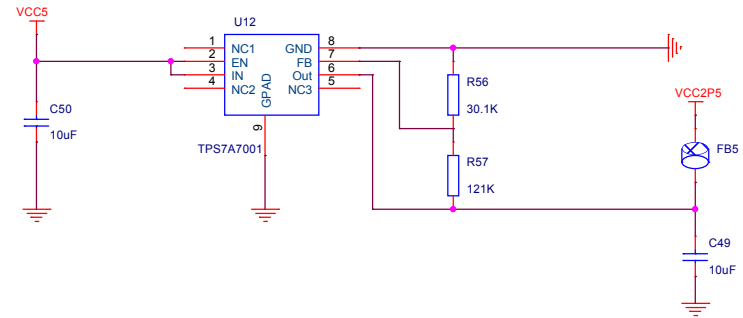 VCC5
U12
1 NC1 GND 8
2 EN FB 7
3 IN Out 6
4 NC2 NC3 5
GPAD
9
TPS7A7001
C50
10uF
R56
30.1K
R57
121K
VCC2P5
FB5
C49
10uF